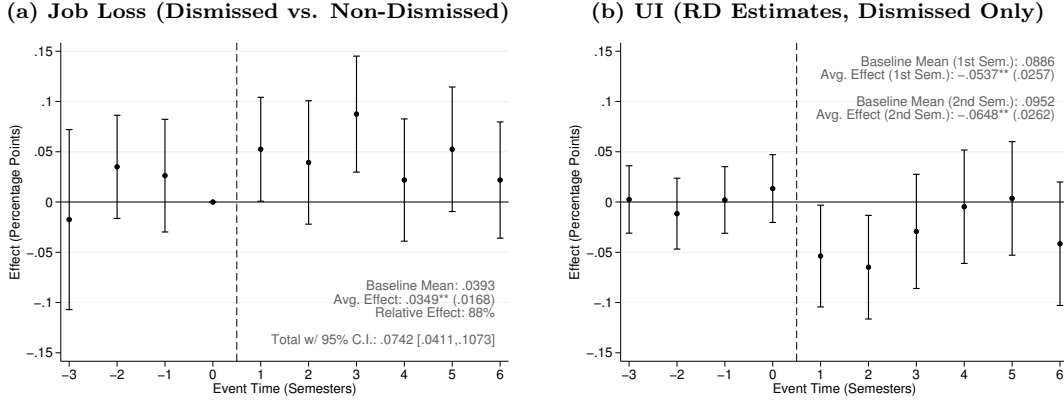 (a) Job Loss (Dismissed vs. Non-Dismissed)
Effect (Percentage Points)
.15
.1
.05
0
-.05
-.1
-.15
Baseline Mean: .0393
Avg. Effect: .0349** (.0168)
Relative Effect: 88%
Total w/ 95% C.I.: .0742 [.0411,.1073]
−3 −2 −1 0 1 2 3 4 5 6
Event Time (Semesters)
(b) UI (RD Estimates, Dismissed Only)
Effect (Percentage Points)
.15
.1
.05
0
-.05
-.1
-.15
Baseline Mean (1st Sem.): .0886
Avg. Effect (1st Sem.): −.0537** (.0257)
Baseline Mean (2nd Sem.): .0952
Avg. Effect (2nd Sem.): −.0648** (.0262)
−3 −2 −1 0 1 2 3 4 5 6
Event Time (Semesters)